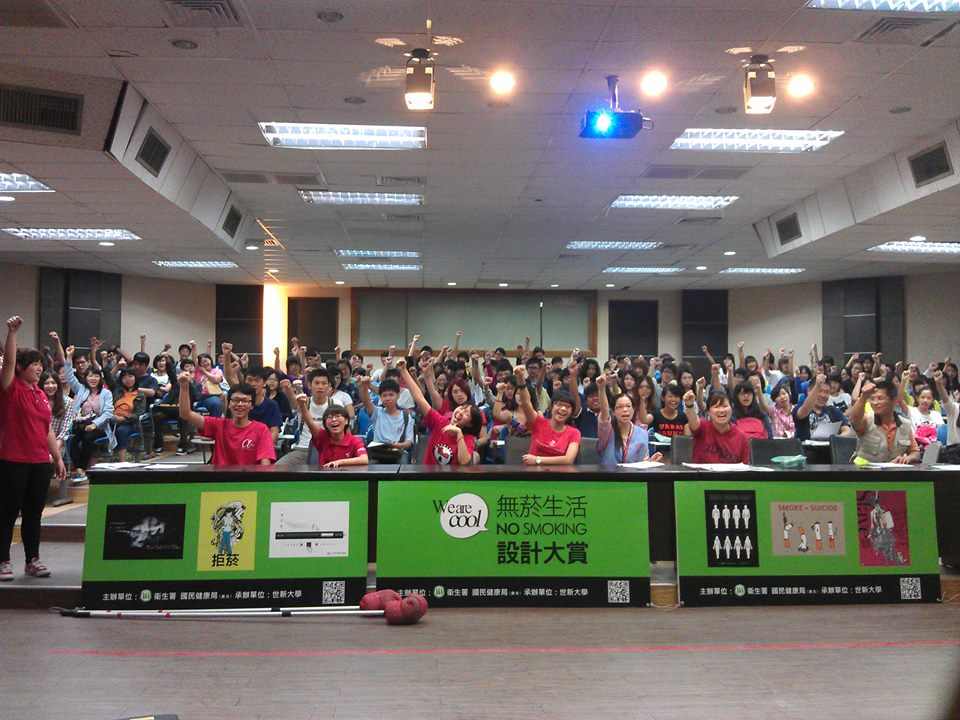 拒菸
主辦單位：衛生署 國民健康局 承辦單位：世新大學
We are
cool
無菸生活
NO SMOKING
設計大賞
主辦單位：衛生署 國民健康局 承辦單位：世新大學
SMOKE = SUICIDE
主辦單位：衛生署 國民健康局 承辦單位：世新大學